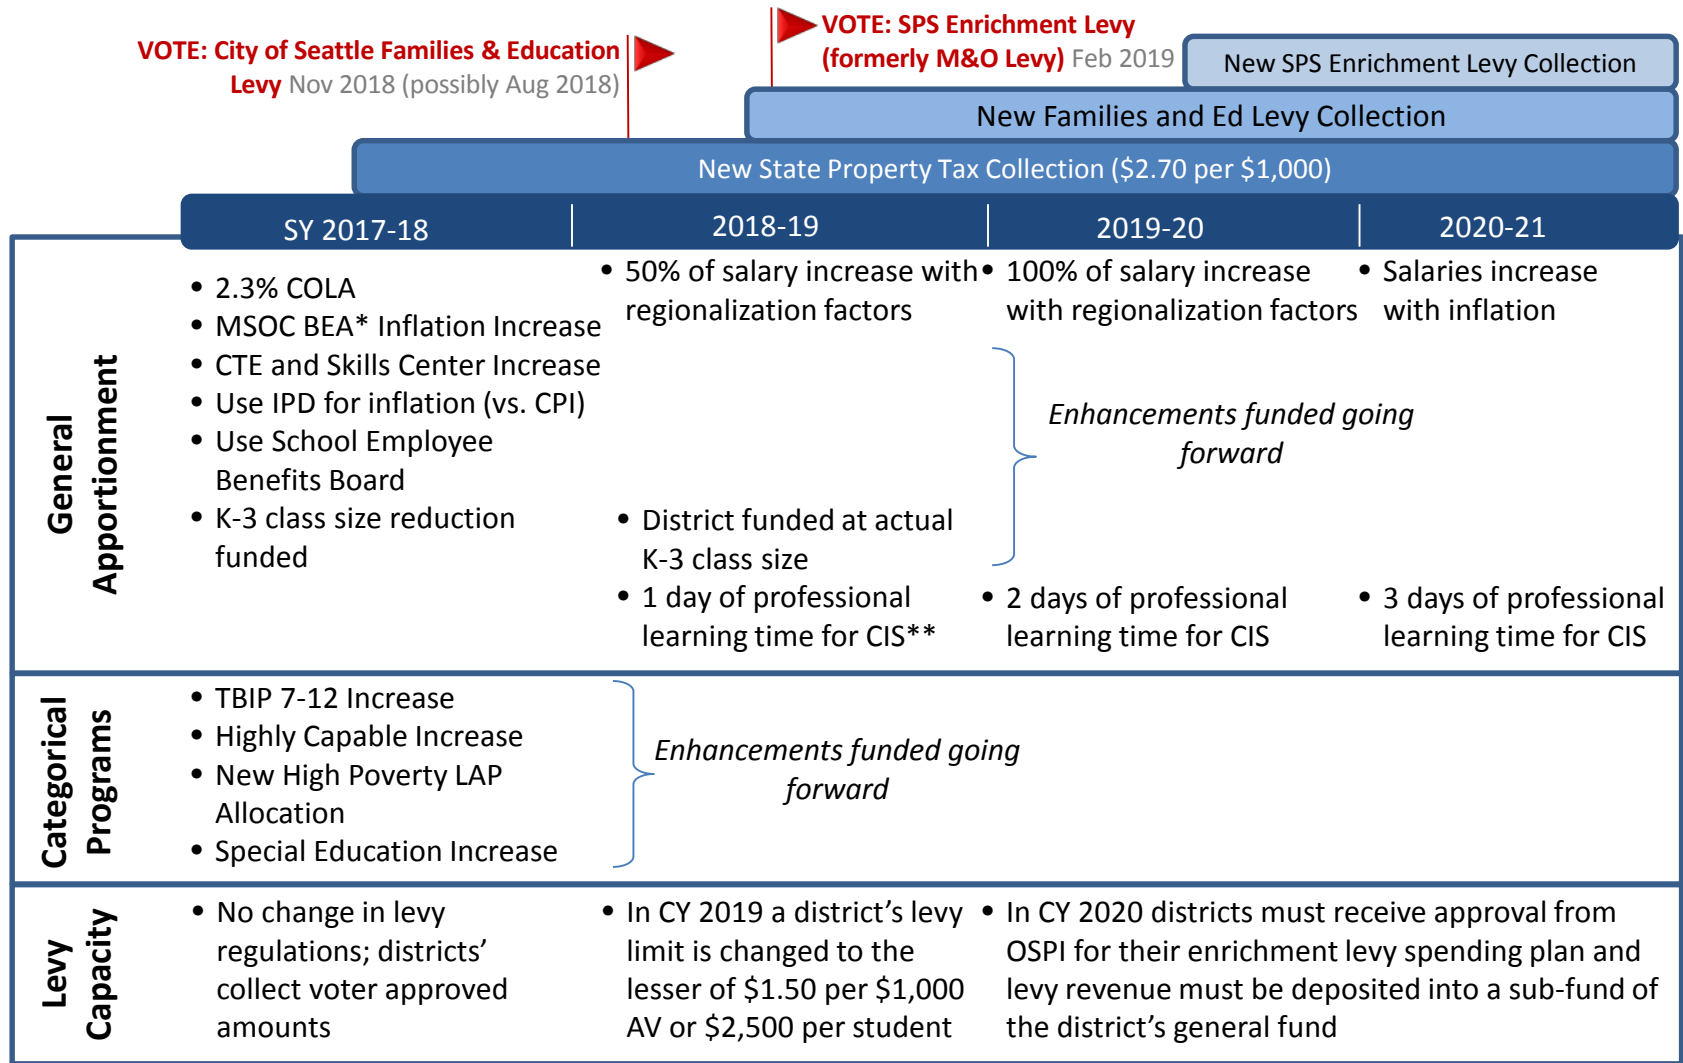 VOTE: City of Seattle Families & Education
Levy Nov 2018 (possibly Aug 2018)
VOTE: SPS Enrichment Levy
(formerly M&O Levy) Feb 2019
New SPS Enrichment Levy Collection
New Families and Ed Levy Collection
New State Property Tax Collection ($2.70 per $1,000)
SY 2017-18
2018-19
2019-20
2020-21
General
Apportionment
• 2.3% COLA
• MSOC BEA* Inflation Increase
• CTE and Skills Center Increase
• Use IPD for inflation (vs. CPI)
• Use School Employee
Benefits Board
• K-3 class size reduction
funded
• 50% of salary increase with
regionalization factors
• District funded at actual
K-3 class size
• 1 day of professional
learning time for CIS**
• 100% of salary increase
with regionalization factors
Enhancements funded going
forward
• 2 days of professional
learning time for CIS
• Salaries increase
with inflation
• 3 days of professional
learning time for CIS
Categorical
Programs
• TBIP 7-12 Increase
• Highly Capable Increase
• New High Poverty LAP
Allocation
• Special Education Increase
Enhancements funded going
forward
Levy
Capacity
• No change in levy
regulations; districts’
collect voter approved
amounts
• In CY 2019 a district’s levy
limit is changed to the
lesser of $1.50 per $1,000
AV or $2,500 per student
• In CY 2020 districts must receive approval from
OSPI for their enrichment levy spending plan and
levy revenue must be deposited into a sub-fund of
the district’s general fund